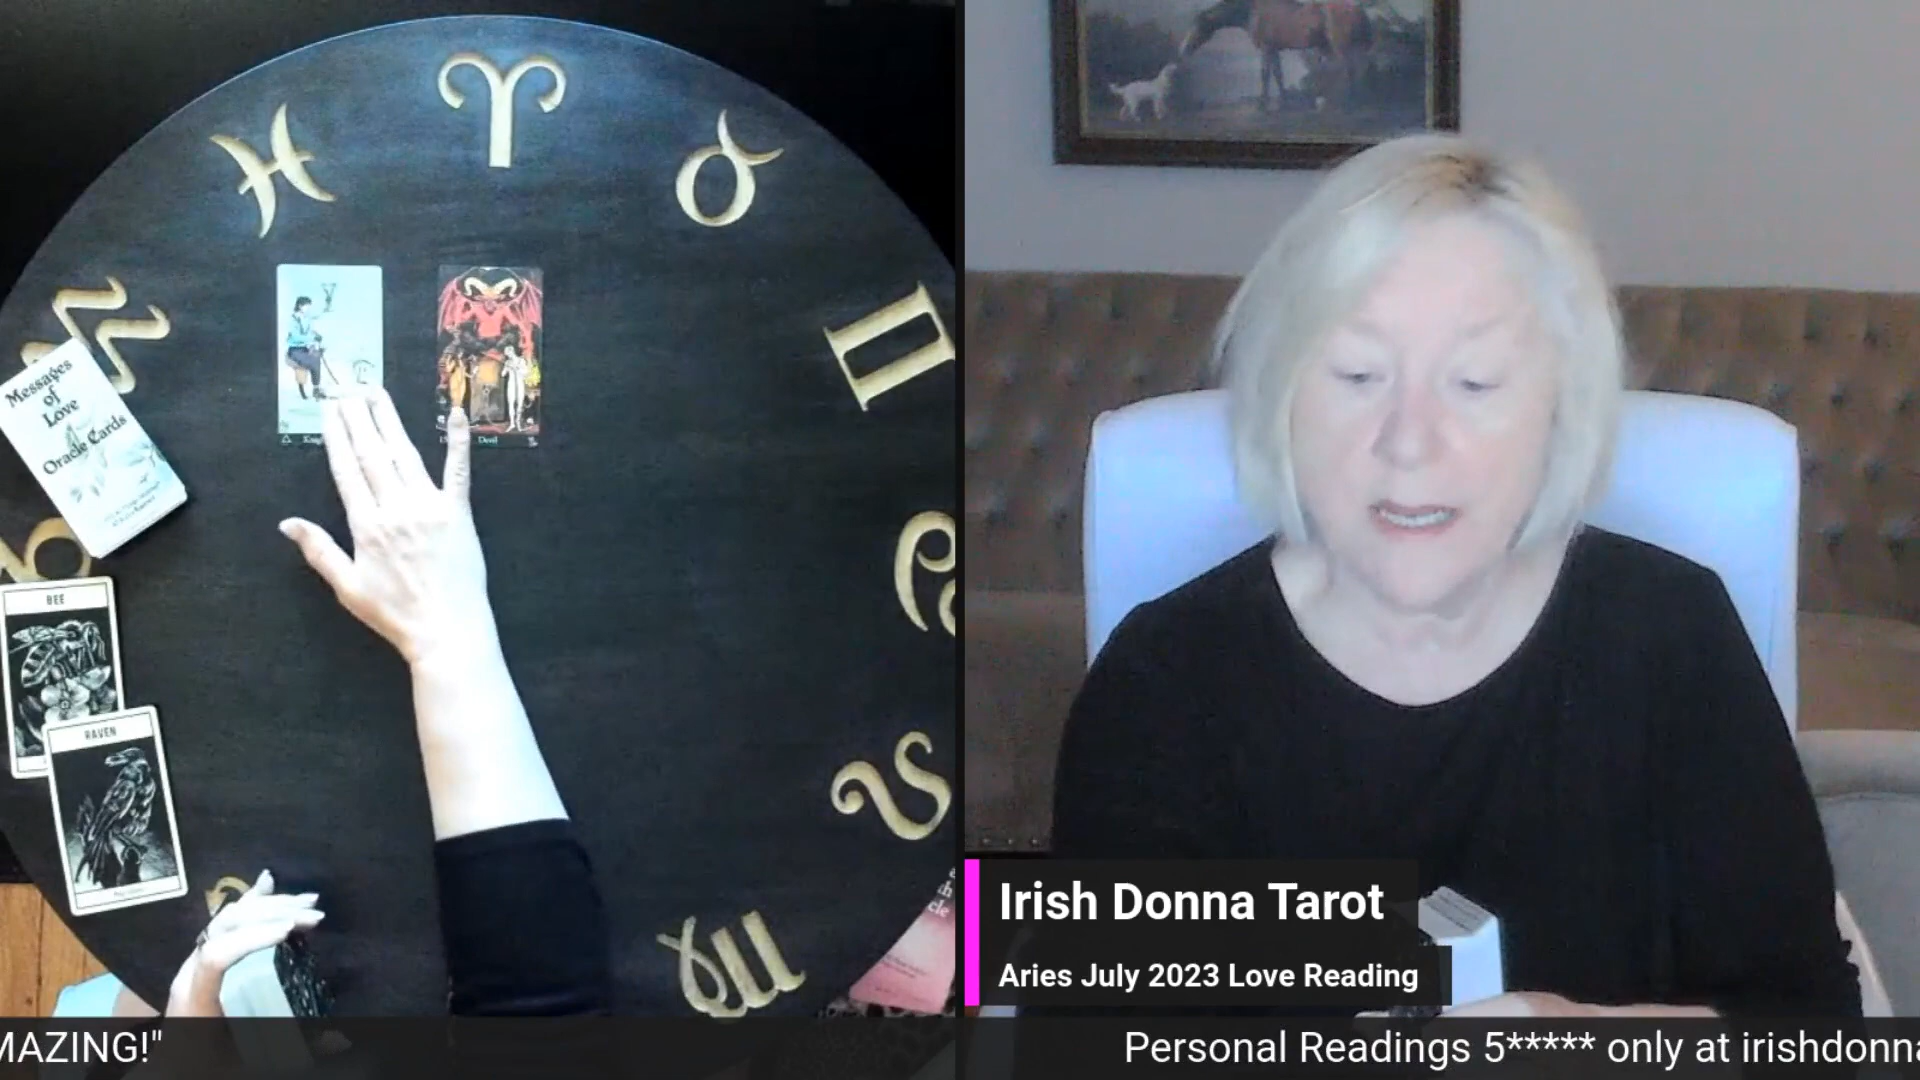 Messages
of
Love
Oracle Cards
BEE
RAVEN
Devil
Irish Donna Tarot
Aries July 2023 Love Reading
MAZING!"
Personal Readings 5***** only at irishdonna